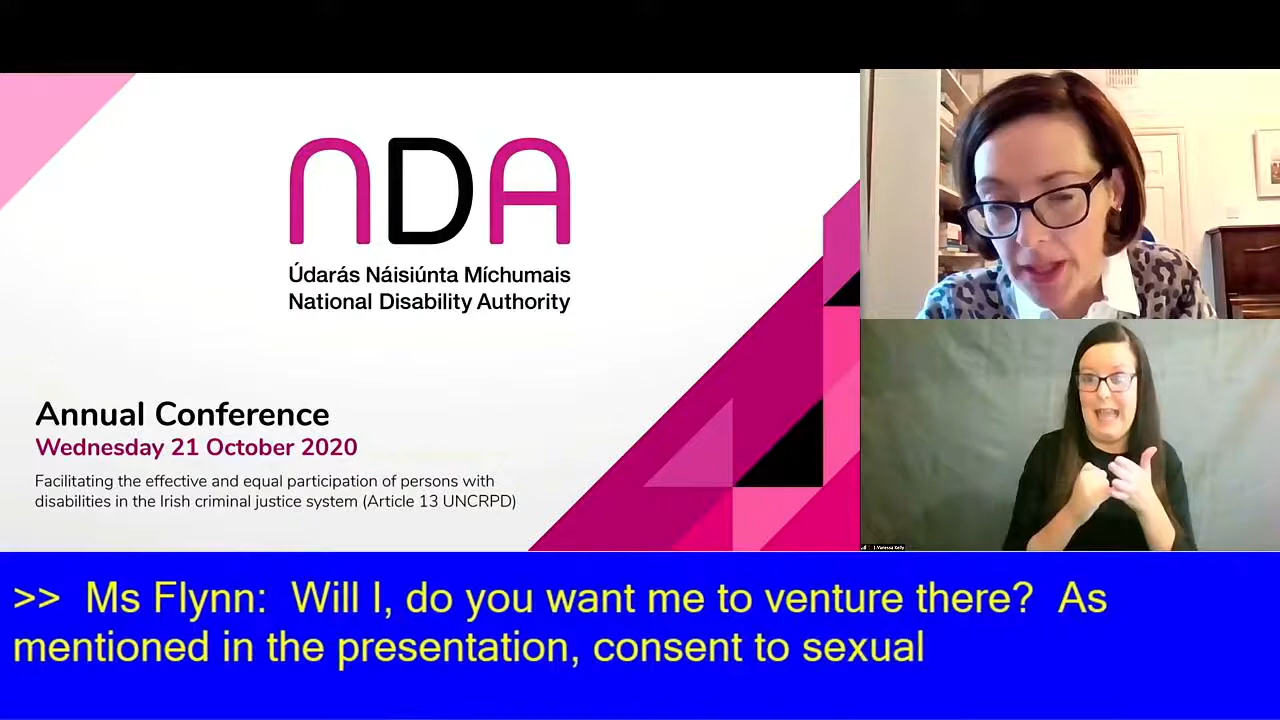 NDA
Údarás Náisiúnta Míchumais
National Disability Authority
Annual Conference
Wednesday 21 October 2020
Facilitating the effective and equal participation of persons with
disabilities in the Irish criminal justice system (Article 13 UNCRPD)
Vanessa Kelly
>> Ms Flynn: Will I, do you want me to venture there? As
mentioned in the presentation, consent to sexual